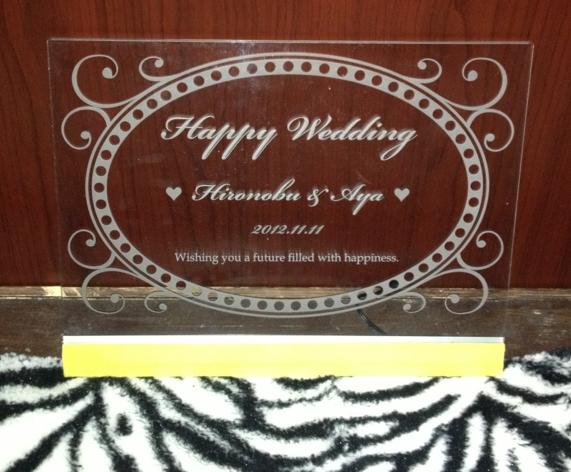 Happy Wedding
♥ Hironobu & Aya ♥
2012.11.11
Wishing you a future filled with happiness.